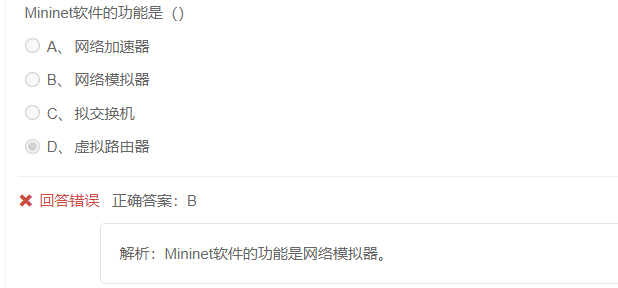 Mininet软件的功能是（）
A、 网络加速器
B、 网络模拟器
C、 拟交换机
D、 虚拟路由器
✖ 回答错误 正确答案：B
解析：Mininet软件的功能是网络模拟器。